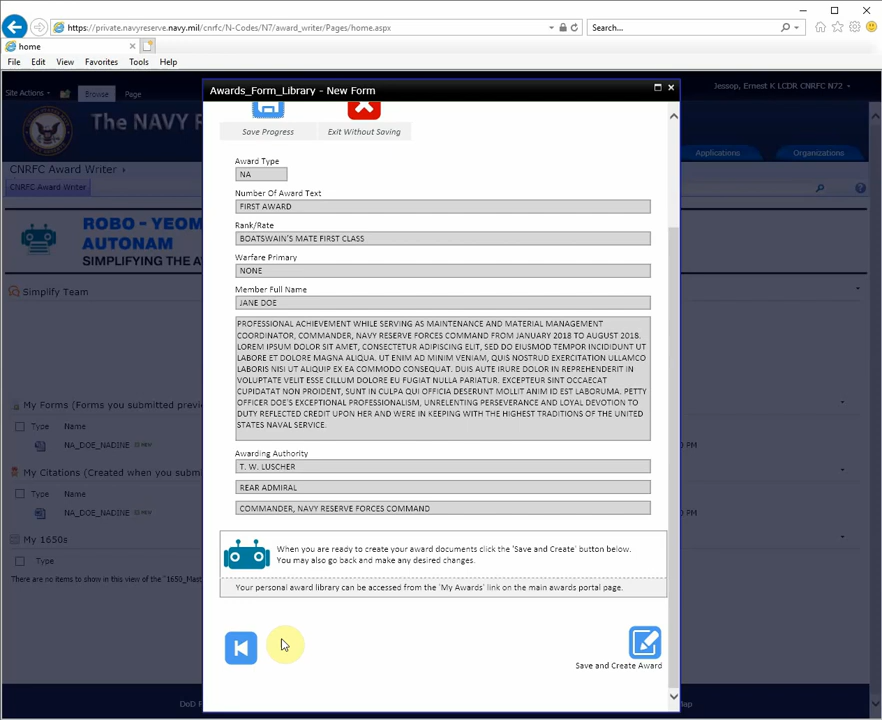 https://private.navyreserve.navy.mil/cnrfc/N-Codes/N7/award_writer/Pages/home.aspx
Search...
home
File Edit View Favorites Tools Help
Awards_Form_Library - New Form
Site Actions Browse Page
Jessop, Ernest K LCDR CNRFC N72
The NAVY R
Save Progress Exit Without Saving
CNRFC Award Writer
Applications Organizations
CNRFC Award Writer
Award Type
NA
Number Of Award Text
FIRST AWARD
ROBO - YEOM
AUTONAM
SIMPLIFYING THE A
Rank/Rate
BOATSWAIN'S MATE FIRST CLASS
Warfare Primary
NONE
Simplify Team
Member Full Name
JANE DOE
PROFESSIONAL ACHIEVEMENT WHILE SERVING AS MAINTENANCE AND MATERIAL MANAGEMENT
COORDINATOR, COMMANDER, NAVY RESERVE FORCES COMMAND FROM JANUARY 2018 TO AUGUST 2018.
LOREM IPSUM DOLOR SIT AMET, CONSECTETUR ADIPISCING ELIT, SED DO EIUSMOD TEMPOR INCIDIDUNT UT
LABORE ET DOLORE MAGNA ALIQUA. UT ENIM AD MINIM VENIAM, QUIS NOSTRUD EXERCITATION ULLAMCO
LABORIS NISI UT ALIQUIP EX EA COMMODO CONSEQUAT. DUIS AUTE IRURE DOLOR IN REPREHENDERIT IN
VOLUPTATE VELIT ESSE CILLUM DOLORE EU FUGIAT NULLA PARIATUR. EXCEPTEUR SINT OCCAECAT
CUPIDATAT NON PROIDENT, SUNT IN CULPA QUI OFFICIA DESERUNT MOLLIT ANIM ID EST LABORUMA. PETTY
OFFICER DOE'S EXCEPTIONAL PROFESSIONALISM, UNRELENTING PERSEVERANCE AND LOYAL DEVOTION TO
DUTY REFLECTED CREDIT UPON HER AND WERE IN KEEPING WITH THE HIGHEST TRADITIONS OF THE UNITED
STATES NAVAL SERVICE.
My Forms (Forms you submitted previ
Type Name
NA_DOE_NADINE
PM
My Citations (Created when you subm
Type Name
NA_DOE_NADINE
PM
My 1650s
Type
There are no items to show in this view of the "1650_Mast
Awarding Authority
T. W. LUSCHER
REAR ADMIRAL
COMMANDER, NAVY RESERVE FORCES COMMAND
When you are ready to create your award documents click the 'Save and Create' button below.
You may also go back and make any desired changes.
Your personal award library can be accessed from the 'My Awards' link on the main awards portal page.
Save and Create Award
DoD F
Map